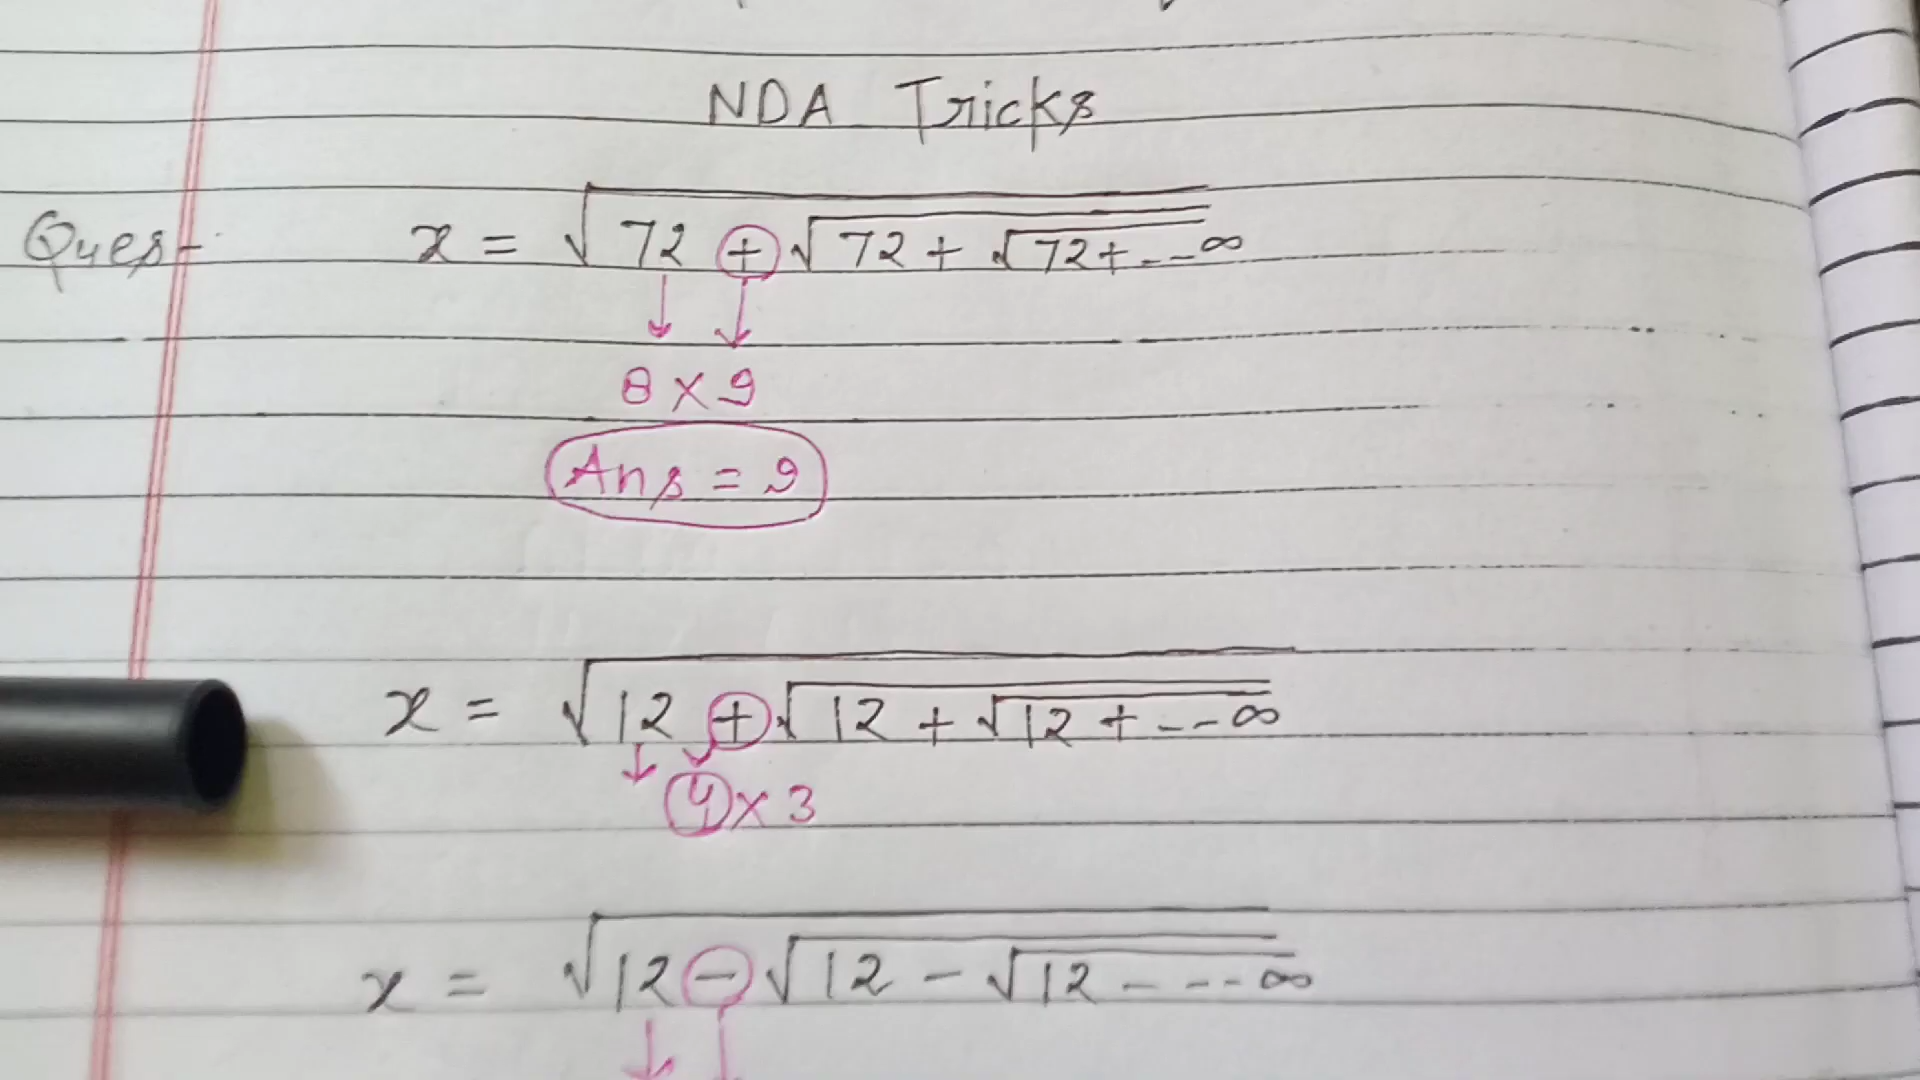 NDA Tricks
Ques- x = √72 + √72 + √72 + -- ∞
↓ ↓
8 × 9
Ans = 9
x = √12 + √12 + √12 + -- ∞
↓ ↓
4 × 3
x = √12 - √12 - √12 - --- ∞
↓ ↓